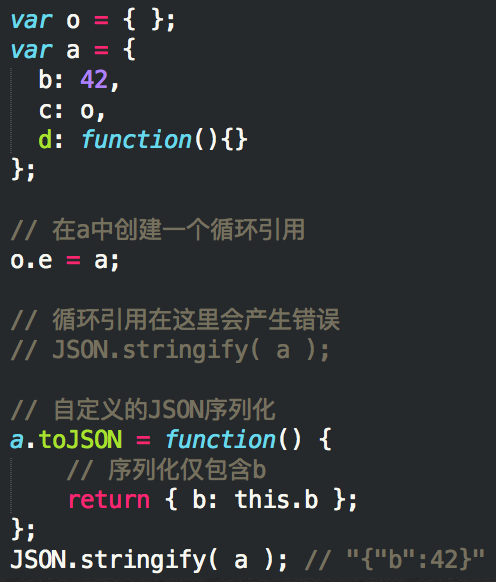 var o = { };
var a = {
  b: 42,
  c: o,
  d: function(){}
};

// 在a中创建一个循环引用
o.e = a;

// 循环引用在这里会产生错误
// JSON.stringify( a );

// 自定义的JSON序列化
a.toJSON = function() {
    // 序列化仅包含b
    return { b: this.b };
};
JSON.stringify( a ); // "{"b":42}"